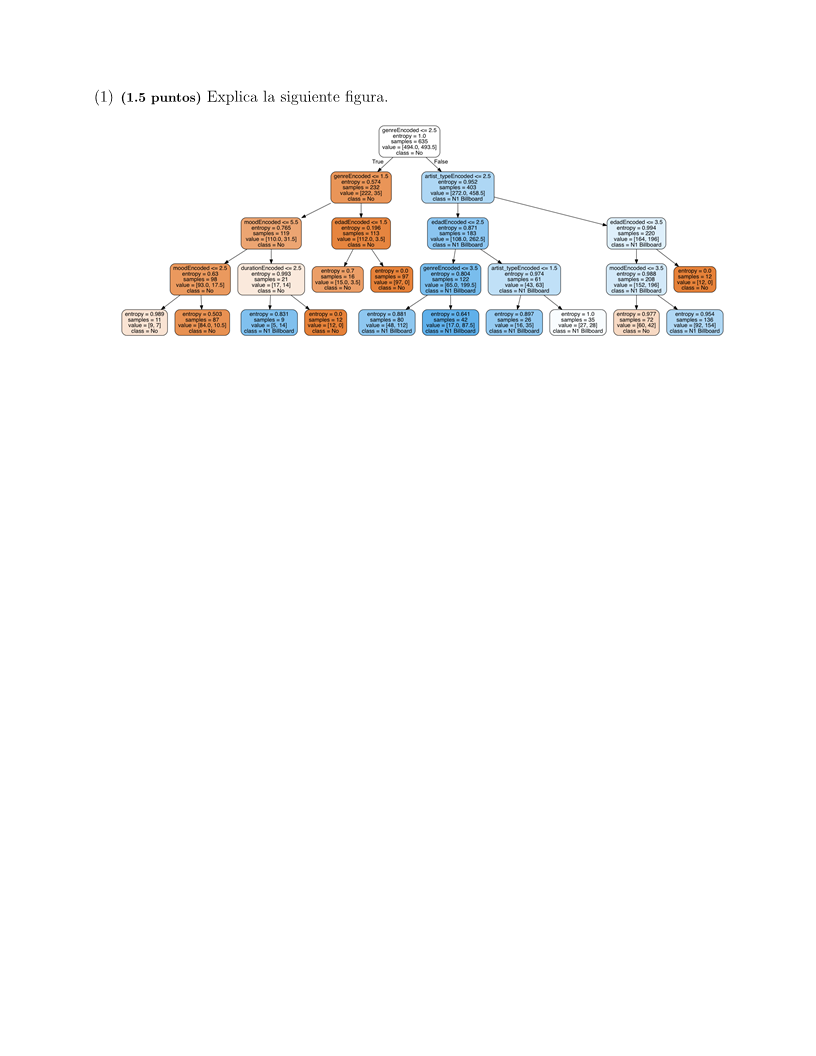 (1) (1.5 puntos) Explica la siguiente figura.
genreEncoded <= 2.5
entropy = 1.0
samples = 635
value = [494.0, 493.5]
class = No
True
False
genreEncoded <= 1.5
entropy = 0.574
samples = 232
value = [222, 35]
class = No
artist_typeEncoded <= 2.5
entropy = 0.952
samples = 403
value = [272.0, 458.5]
class = N1 Billboard
moodEncoded <= 5.5
entropy = 0.765
samples = 119
value = [110.0, 31.5]
class = No
edadEncoded <= 1.5
entropy = 0.196
samples = 113
value = [112.0, 3.5]
class = No
edadEncoded <= 2.5
entropy = 0.871
samples = 183
value = [108.0, 262.5]
class = N1 Billboard
edadEncoded <= 3.5
entropy = 0.994
samples = 220
value = [164, 196]
class = N1 Billboard
moodEncoded <= 2.5
entropy = 0.63
samples = 98
value = [93.0, 17.5]
class = No
durationEncoded <= 2.5
entropy = 0.993
samples = 21
value = [17, 14]
class = No
entropy = 0.7
samples = 16
value = [15.0, 3.5]
class = No
entropy = 0.0
samples = 97
value = [97, 0]
class = No
genreEncoded <= 3.5
entropy = 0.804
samples = 122
value = [65.0, 199.5]
class = N1 Billboard
artist_typeEncoded <= 1.5
entropy = 0.974
samples = 61
value = [43, 63]
class = N1 Billboard
moodEncoded <= 3.5
entropy = 0.988
samples = 208
value = [152, 196]
class = N1 Billboard
entropy = 0.0
samples = 12
value = [12, 0]
class = No
entropy = 0.989
samples = 11
value = [9, 7]
class = No
entropy = 0.503
samples = 87
value = [84.0, 10.5]
class = No
entropy = 0.831
samples = 9
value = [5, 14]
class = N1 Billboard
entropy = 0.0
samples = 12
value = [12, 0]
class = No
entropy = 0.881
samples = 80
value = [48, 112]
class = N1 Billboard
entropy = 0.641
samples = 42
value = [17.0, 87.5]
class = N1 Billboard
entropy = 0.897
samples = 26
value = [16, 35]
class = N1 Billboard
entropy = 1.0
samples = 35
value = [27, 28]
class = N1 Billboard
entropy = 0.977
samples = 72
value = [60, 42]
class = No
entropy = 0.954
samples = 136
value = [92, 154]
class = N1 Billboard